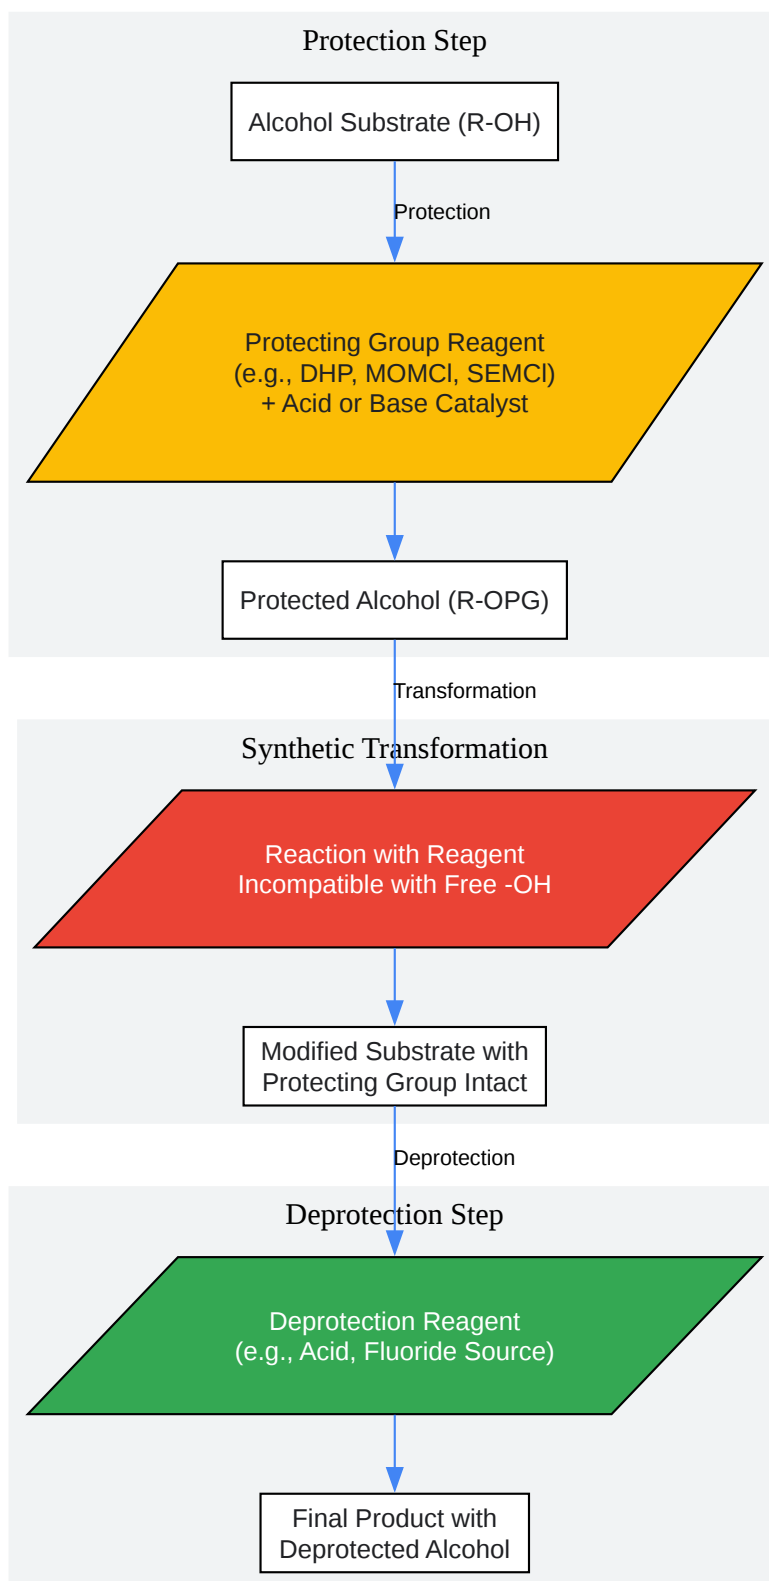 Protection Step
Alcohol Substrate (R-OH)
Protection
Protecting Group Reagent
(e.g., DHP, MOMCl, SEMCl)
+ Acid or Base Catalyst
Protected Alcohol (R-OPG)
Transformation
Synthetic Transformation
Reaction with Reagent
Incompatible with Free -OH
Modified Substrate with
Protecting Group Intact
Deprotection
Deprotection Step
Deprotection Reagent
(e.g., Acid, Fluoride Source)
Final Product with
Deprotected Alcohol